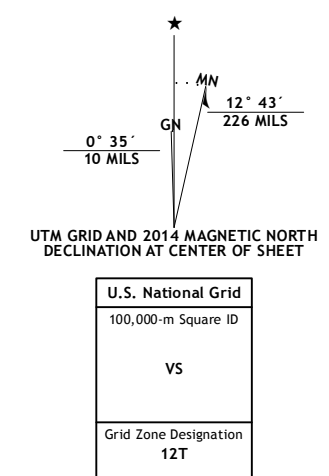 ★
MN
GN
12° 43´
226 MILS
0° 35´
10 MILS
UTM GRID AND 2014 MAGNETIC NORTH
DECLINATION AT CENTER OF SHEET
U.S. National Grid
100,000-m Square ID
VS
Grid Zone Designation
12T